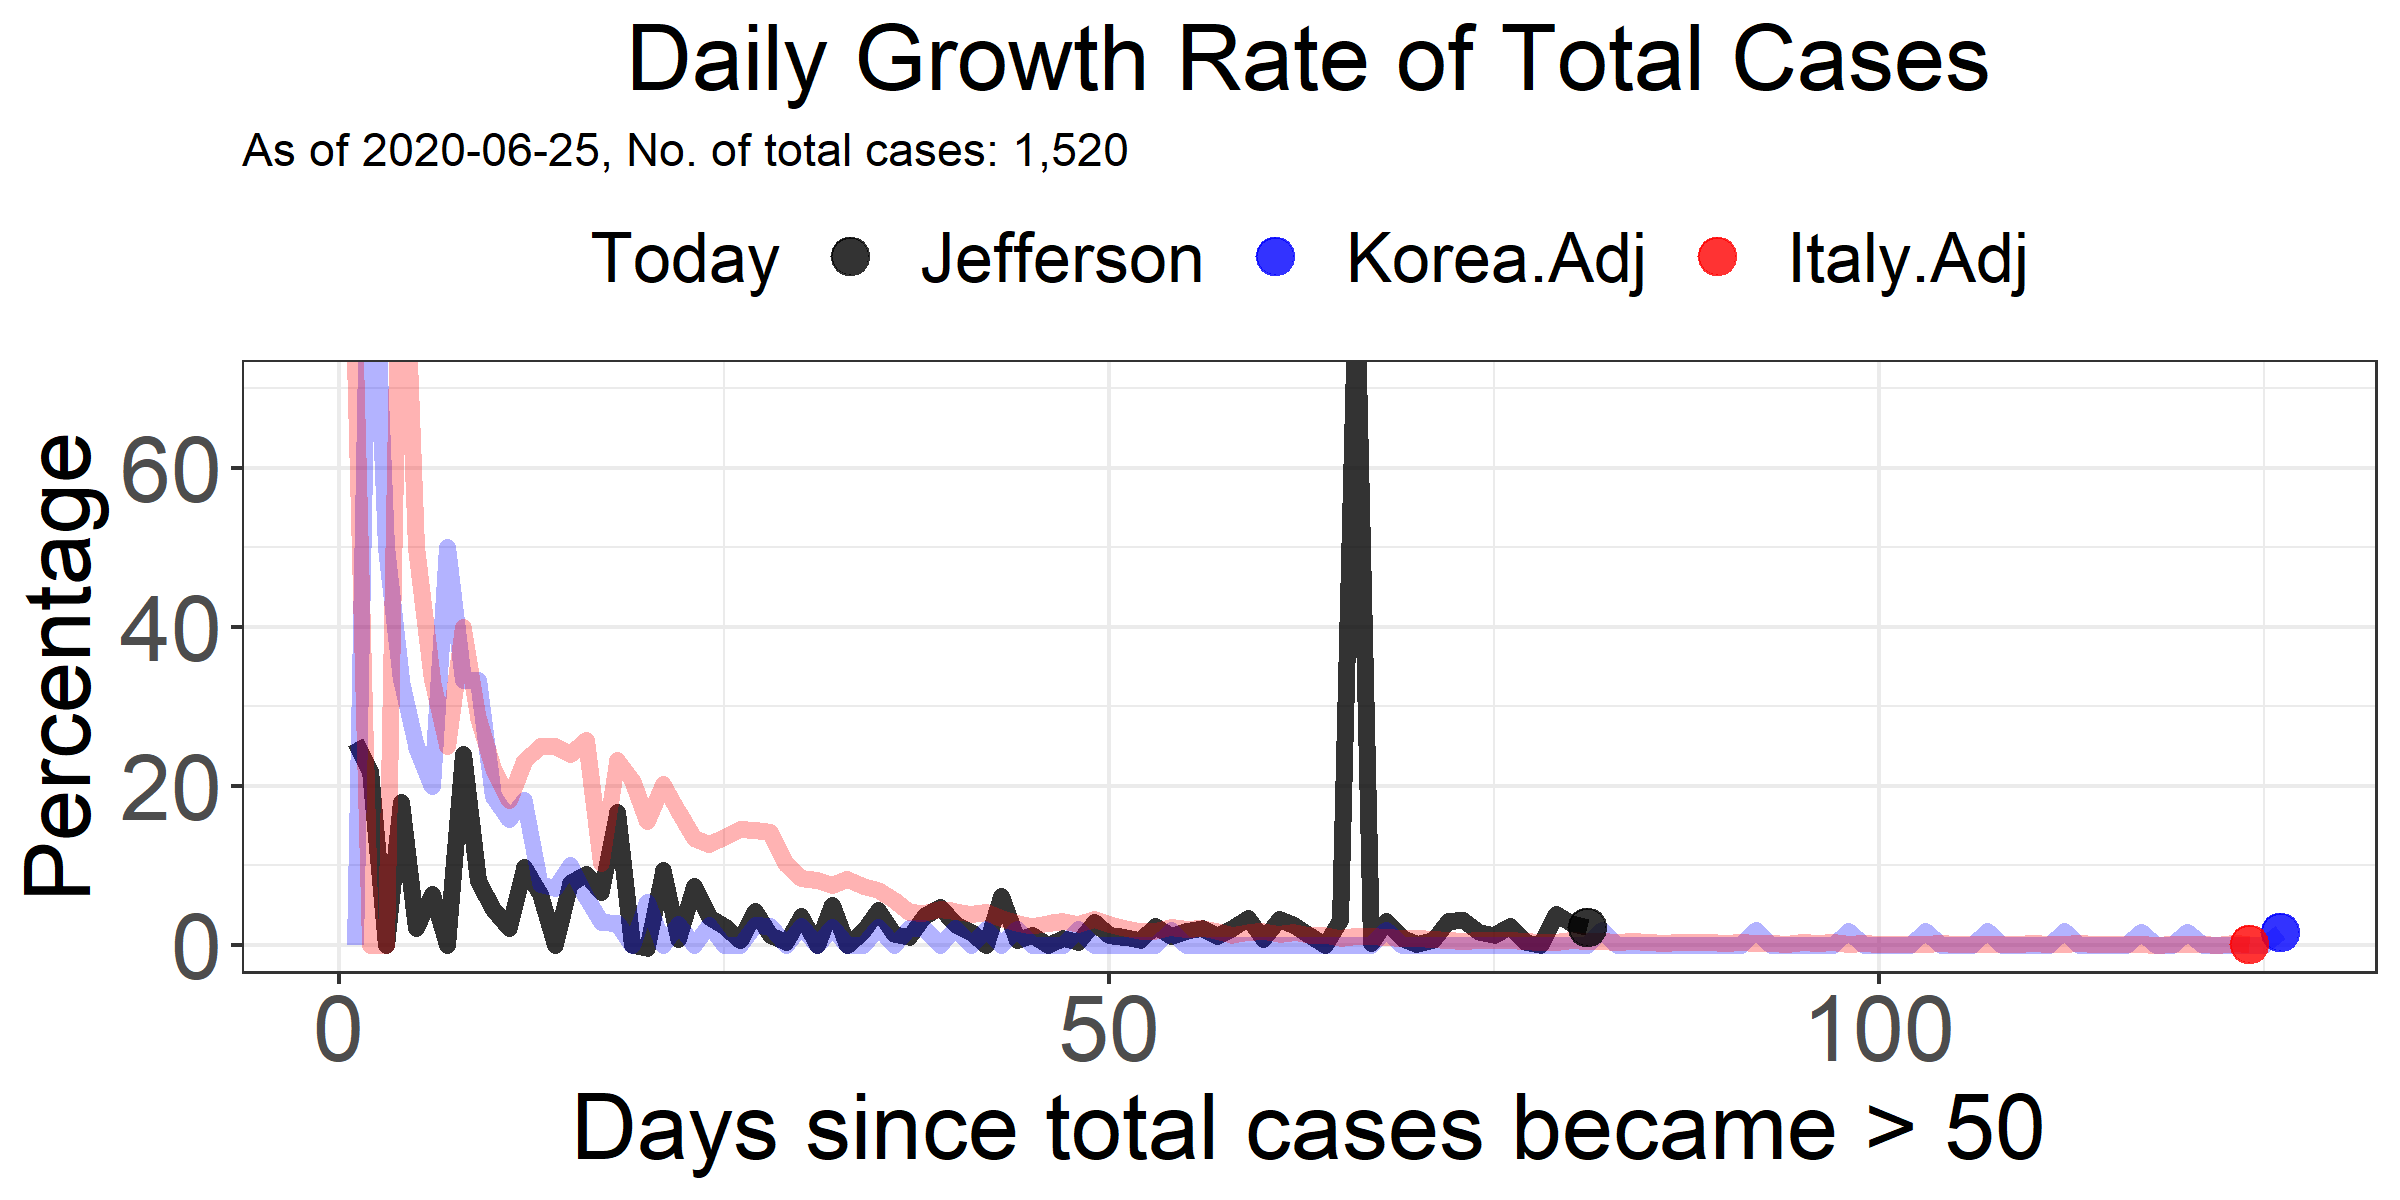 Daily Growth Rate of Total Cases
As of 2020-06-25, No. of total cases: 1,520
Today Jefferson Korea.Adj Italy.Adj
Percentage
60
40
20
0
0 50 100
Days since total cases became > 50